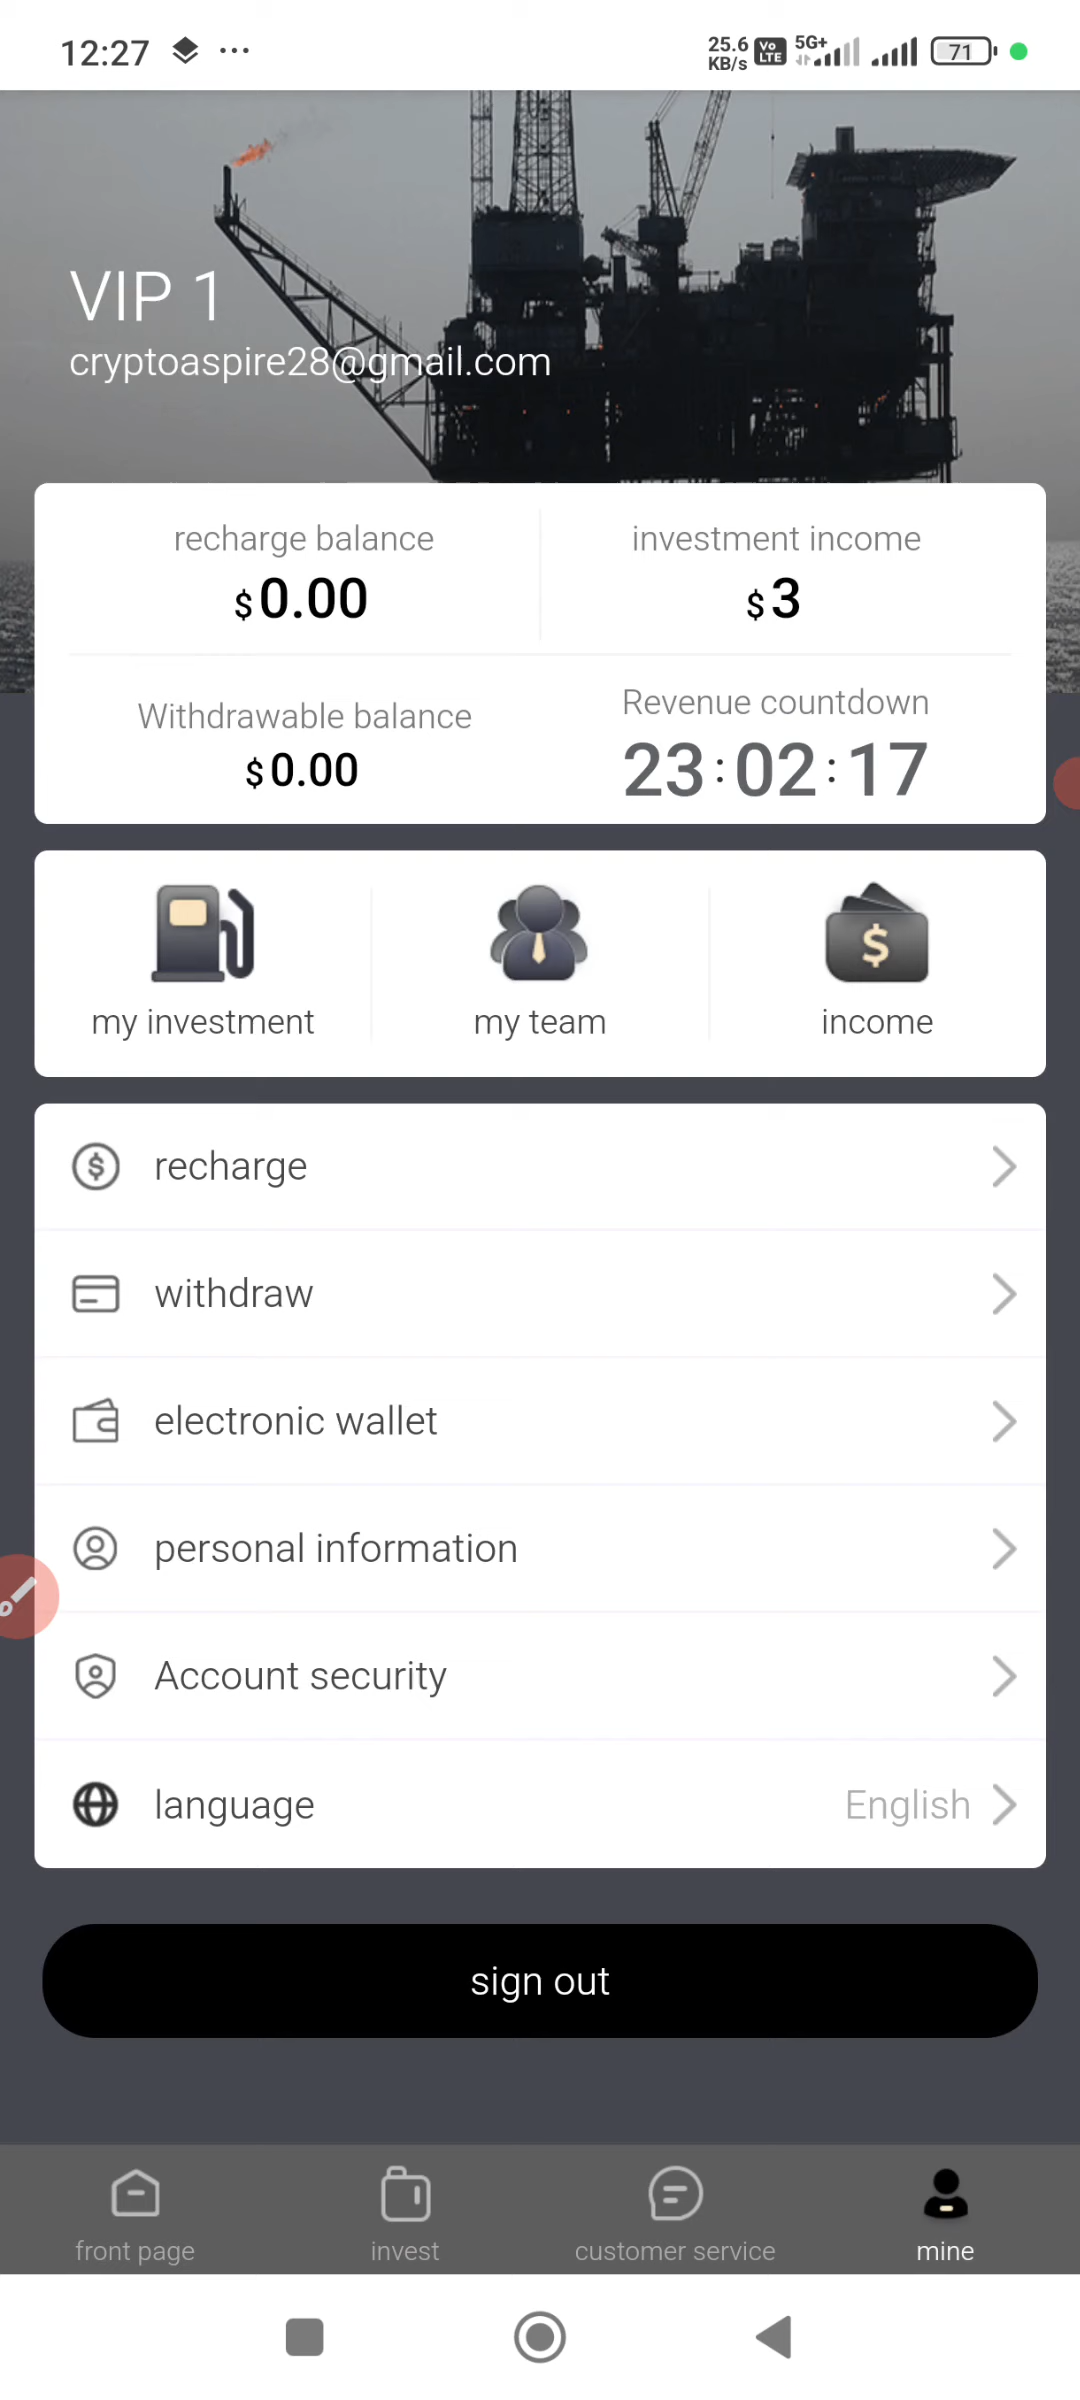 12:27 ...
25.6 KB/s Vo LTE 5G+ 71
VIP 1
cryptoaspire28@gmail.com
recharge balance
$0.00
investment income
$3
Withdrawable balance
$0.00
Revenue countdown
23:02:17
my investment
my team
income
recharge
withdraw
electronic wallet
personal information
Account security
language English
sign out
front page
invest
customer service
mine